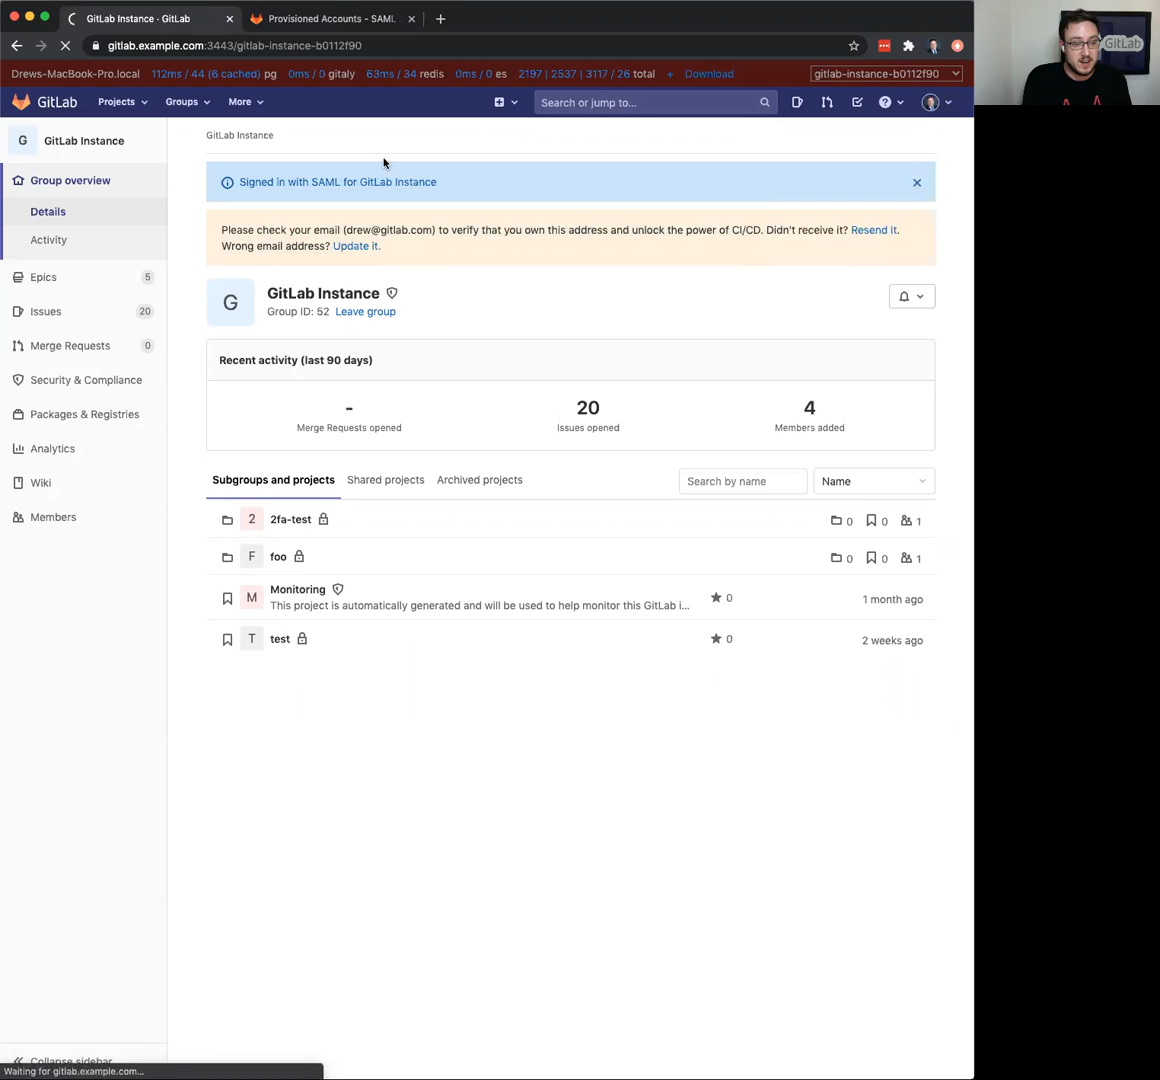 GitLab Instance · GitLab
Provisioned Accounts - SAML
gitlab.example.com:3443/gitlab-instance-b0112f90
Drews-MacBook-Pro.local 112ms / 44 (6 cached) pg 0ms / 0 gitaly 63ms / 34 redis 0ms / 0 es 2197 | 2537 | 3117 / 26 total + Download gitlab-instance-b0112f90
GitLab Projects Groups More Search or jump to...
GitLab
G GitLab Instance
GitLab Instance
Group overview
Details
Activity
Epics 5
Issues 20
Merge Requests 0
Security & Compliance
Packages & Registries
Analytics
Wiki
Members
Signed in with SAML for GitLab Instance
Please check your email (drew@gitlab.com) to verify that you own this address and unlock the power of CI/CD. Didn't receive it? Resend it.
Wrong email address? Update it.
G
GitLab Instance
Group ID: 52 Leave group
Recent activity (last 90 days)
- 20 4
Merge Requests opened Issues opened Members added
Subgroups and projects Shared projects Archived projects Search by name Name
2 2fa-test 0 0 1
F foo 0 0 1
M Monitoring 0 1 month ago
This project is automatically generated and will be used to help monitor this GitLab i...
T test 0 2 weeks ago
Collapse sidebar
Waiting for gitlab.example.com...